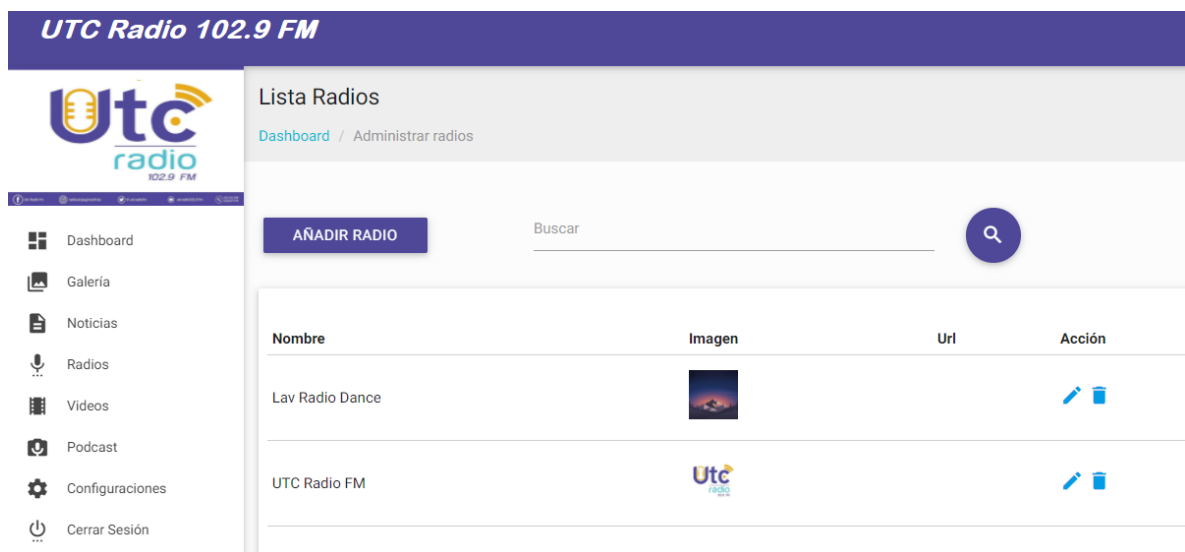 UTC Radio 102.9 FM
Utc
radio
102.9 FM
Lista Radios
Dashboard / Administrar radios
AÑADIR RADIO
Buscar
Dashboard
Galería
Noticias
Radios
Videos
Podcast
Configuraciones
Cerrar Sesión
Nombre Imagen Url Acción
Lav Radio Dance
UTC Radio FM
Utc
radio